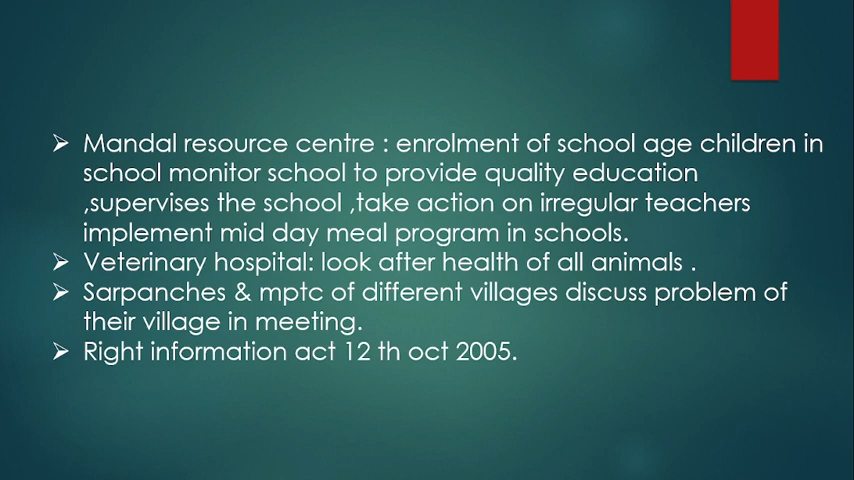 ➢ Mandal resource centre : enrolment of school age children in
school monitor school to provide quality education
,supervises the school ,take action on irregular teachers
implement mid day meal program in schools.
➢ Veterinary hospital: look after health of all animals .
➢ Sarpanches & mptc of different villages discuss problem of
their village in meeting.
➢ Right information act 12 th oct 2005.